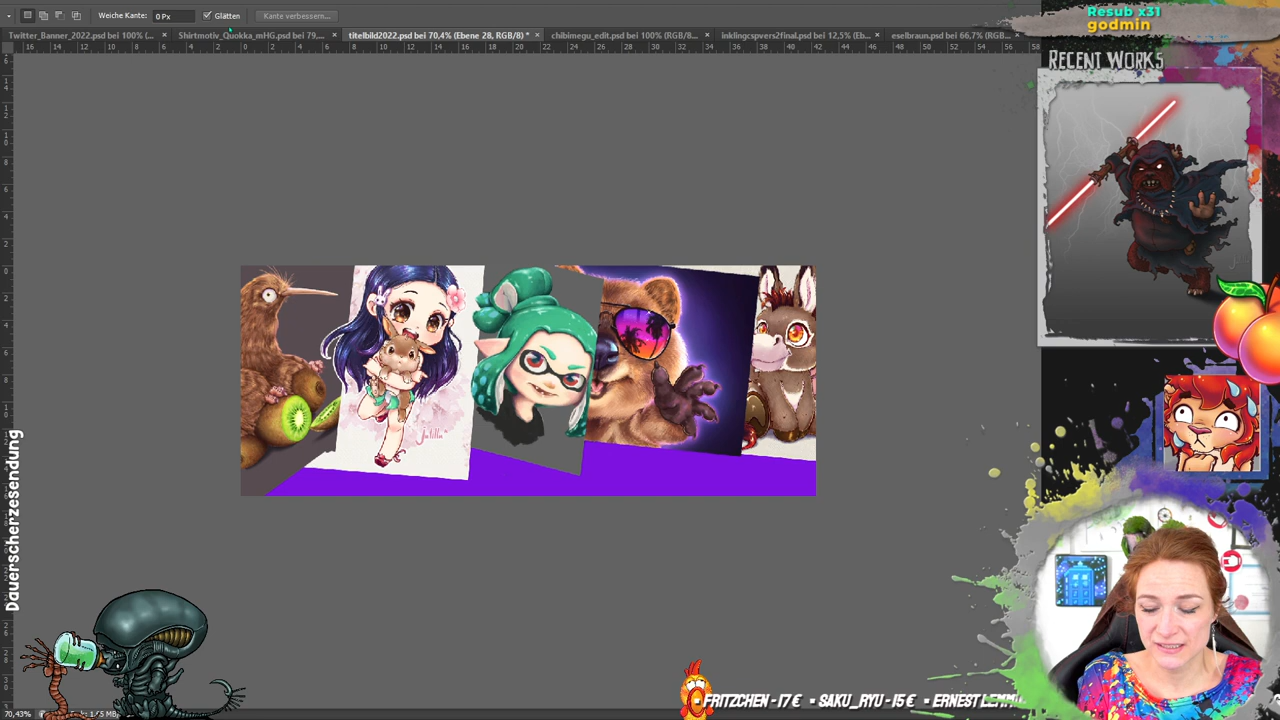 Weiche Kante: 0 Px Glätten Kante verbessern...
Twitter_Banner_2022.psd bei 100% (... × Shirtmotiv_Quokka_mHG.psd bei 79,... × titelbild2022.psd bei 70,4% (Ebene 28, RGB/8) * × chibimegu_edit.psd bei 100% (RGB/8... × inklingcspvers2final.psd bei 12,5% (Eb... × eselbraun.psd bei 66,7% (RGB...
Resub x31
godmin
RECENT WORKS
Dauerscherzesendung
FRITZCHEN - 17 € • SAKU_RYU - 15 € • ERNEST
70,43%